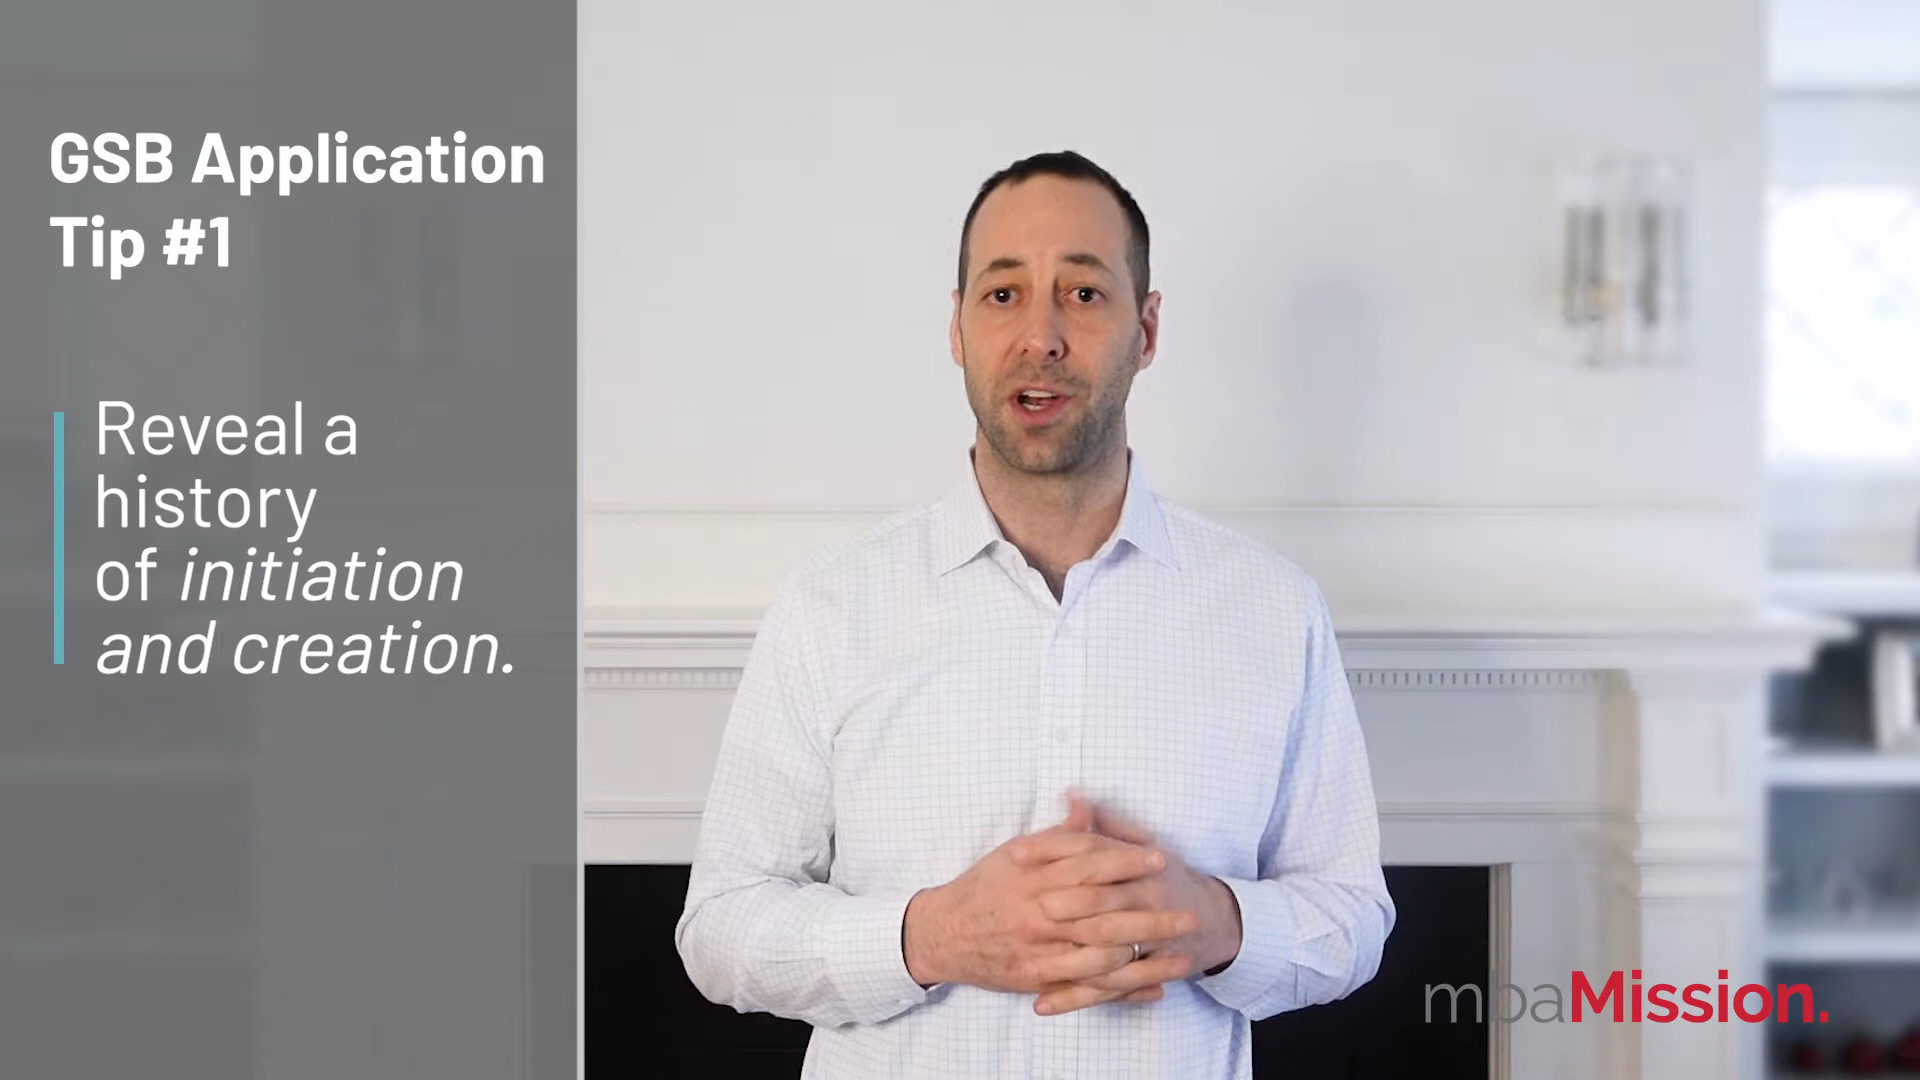 GSB Application
Tip #1
Reveal a
history
of initiation
and creation.
mbaMission.